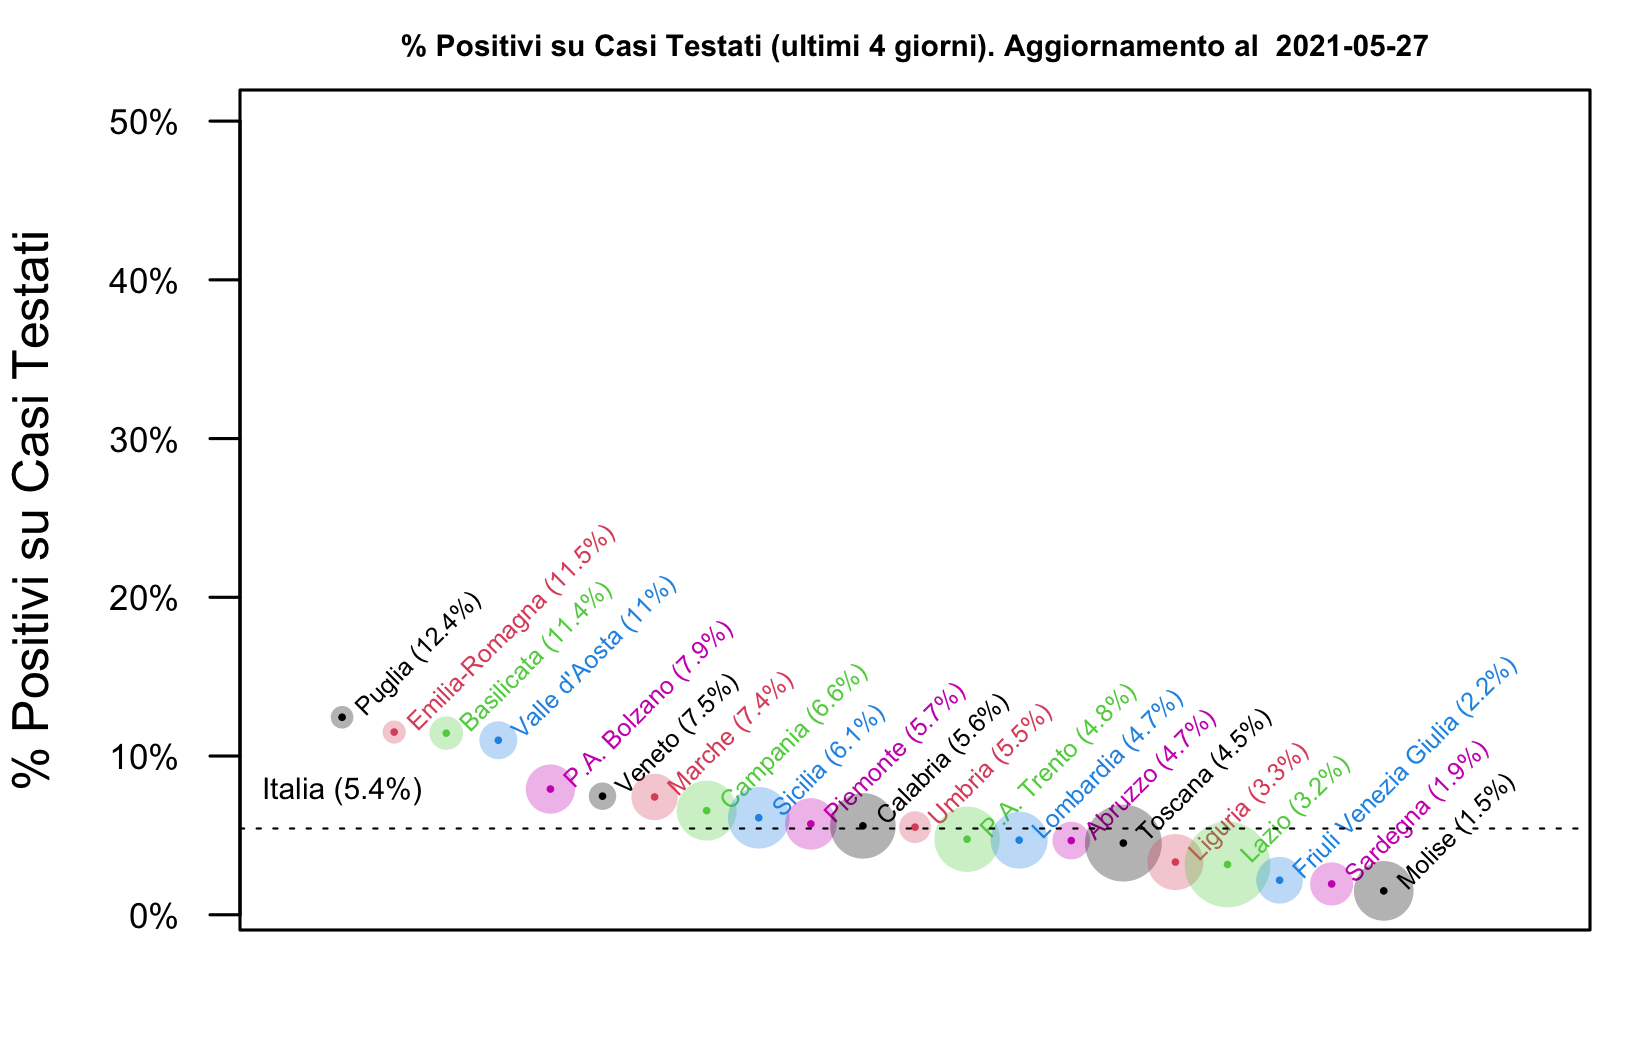 % Positivi su Casi Testati (ultimi 4 giorni). Aggiornamento al  2021-05-27
% Positivi su Casi Testati
50%
40%
30%
20%
10%
0%
Italia (5.4%)
Puglia (12.4%)
Emilia-Romagna (11.5%)
Basilicata (11.4%)
Valle d'Aosta (11%)
P.A. Bolzano (7.9%)
Veneto (7.5%)
Marche (7.4%)
Campania (6.6%)
Sicilia (6.1%)
Piemonte (5.7%)
Calabria (5.6%)
Umbria (5.5%)
P.A. Trento (4.8%)
Lombardia (4.7%)
Abruzzo (4.7%)
Toscana (4.5%)
Liguria (3.3%)
Lazio (3.2%)
Friuli Venezia Giulia (2.2%)
Sardegna (1.9%)
Molise (1.5%)